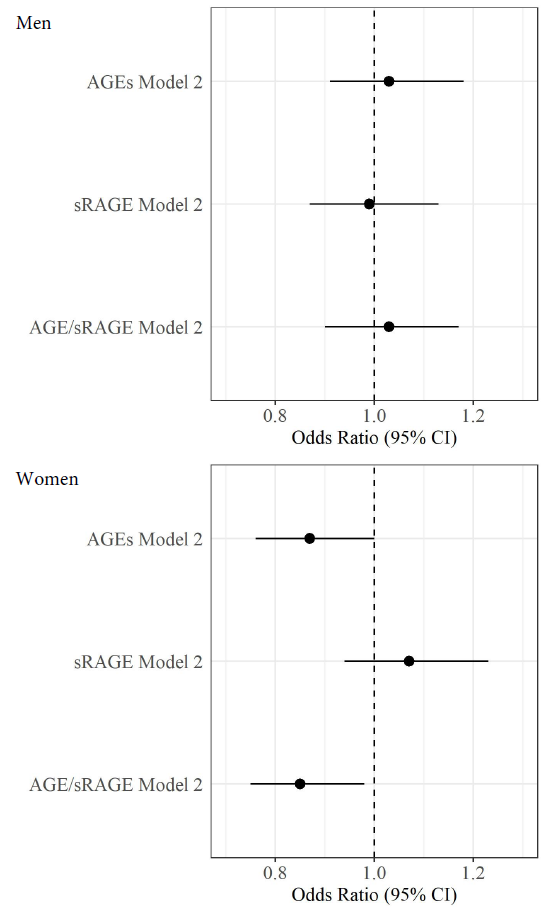 Men
AGEs Model 2
sRAGE Model 2
AGE/sRAGE Model 2
0.8 1.0 1.2
Odds Ratio (95% CI)
Women
AGEs Model 2
sRAGE Model 2
AGE/sRAGE Model 2
0.8 1.0 1.2
Odds Ratio (95% CI)